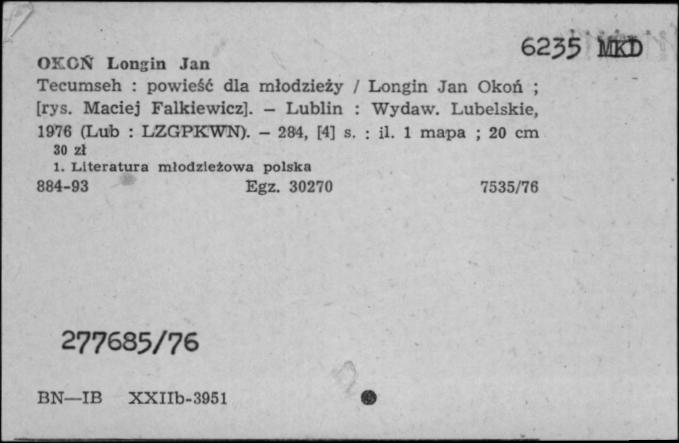 6235 MKD
OKOŃ Longin Jan
Tecumseh : powieść dla młodzieży / Longin Jan Okoń ;
[rys. Maciej Falkiewicz]. — Lublin : Wydaw. Lubelskie,
1976 (Lub : LZGPKWN). — 284, [4] s. : il. 1 mapa ; 20 cm
30 zł
1. Literatura młodzieżowa polska
884-93 Egz. 30270 7535/76
277685/76
BN—IB XXIIb-3951